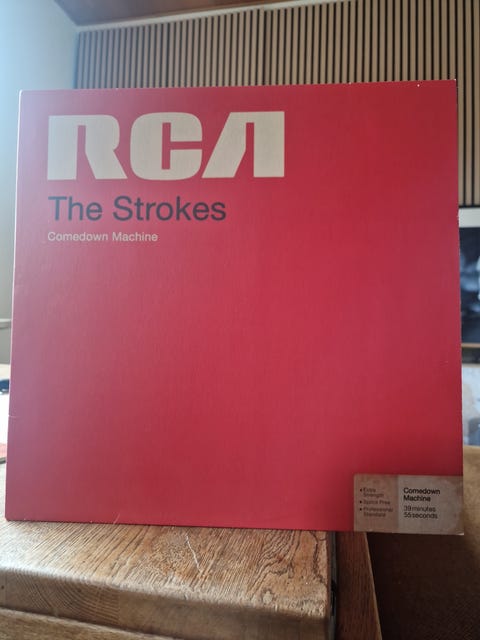 RCA
The Strokes
Comedown Machine
Extra
Strength
Splice Free
Professional
Standard
Comedown
Machine
39 minutes
55 seconds